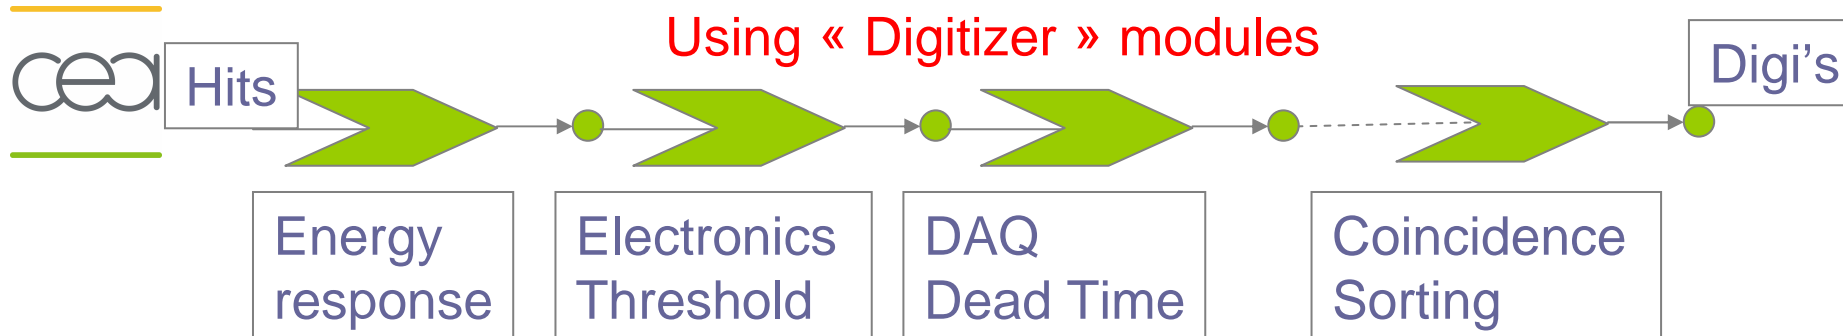 Using « Digitizer » modules
cea
Hits
Digi's
Energy
response
Electronics
Threshold
DAQ
Dead Time
Coincidence
Sorting